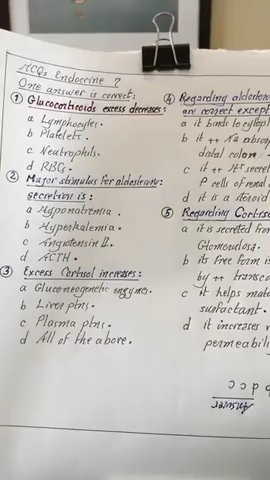 MCQs Endocrine ?
One answer is correct:
① Glucocorticoids excess decreases:
a Lymphocytes.
b Platelets.
c Neutrophils.
d RBCs.
② Major stimulus for aldosterone
secretion is:
a Hyponatremia.
b Hyperkalemia.
c Angiotensin II.
d ACTH.
③ Excess Cortisol increases:
a Gluconeogenetic enzymes.
b Liver ptns.
c Plasma ptns.
d All of the above.
④ Regarding aldosterone
are correct except
a it binds to cytopl
b it ++ Na absorp
distal colon.
c it ++ H+ secret
P cells of renal
d it is a steroid
⑤ Regarding Cortiso
a it is secreted from
Glomeulosa.
b its free form is
by ++ transco
c it helps matu
surfactant.
d it increases v
permeabili
Answer